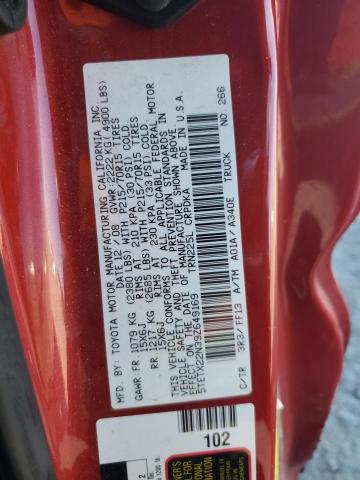 MFD. BY TOYOTA MOTOR MANUFACTURING CALIFORNIA INC.
DATE 12/08 GVWR 2222 KG (4900 LBS)
GAWR: FR 1079 KG (2380 LBS) WITH P215/70R15 TIRES
15X6J RIMS AT 210 KPA (30 PSI) COLD.
RR 1217 KG (2685 LBS) WITH P215/70R15 TIRES
15X6J RIMS AT 230 KPA (33 PSI) COLD.
THIS VEHICLE CONFORMS TO ALL APPLICABLE FEDERAL MOTOR
VEHICLE SAFETY AND THEFT PREVENTION STANDARDS IN
EFFECT ON THE DATE OF MANUFACTURE SHOWN ABOVE.
5TETX22N39Z649169 TRN225L CRPDKA MADE IN U.S.A.
TRUCK NO. 266
C/TR 3R3/FF13 A/TM A01A/A340E
102